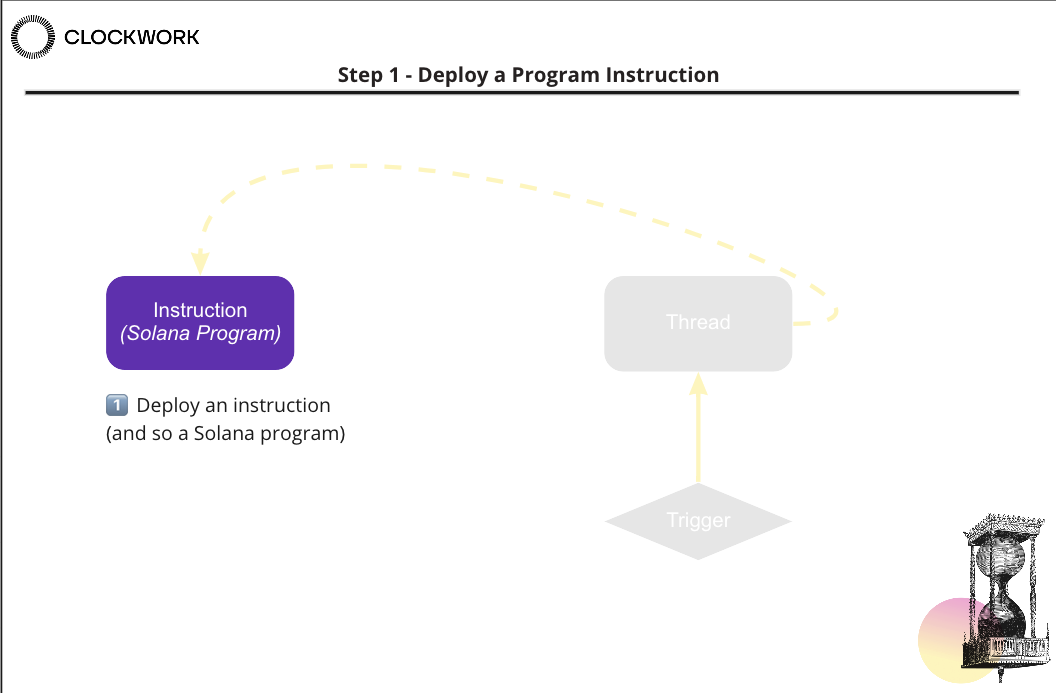 CLOCKWORK
Step 1 - Deploy a Program Instruction
Instruction
(Solana Program)
Thread
1 Deploy an instruction
(and so a Solana program)
Trigger